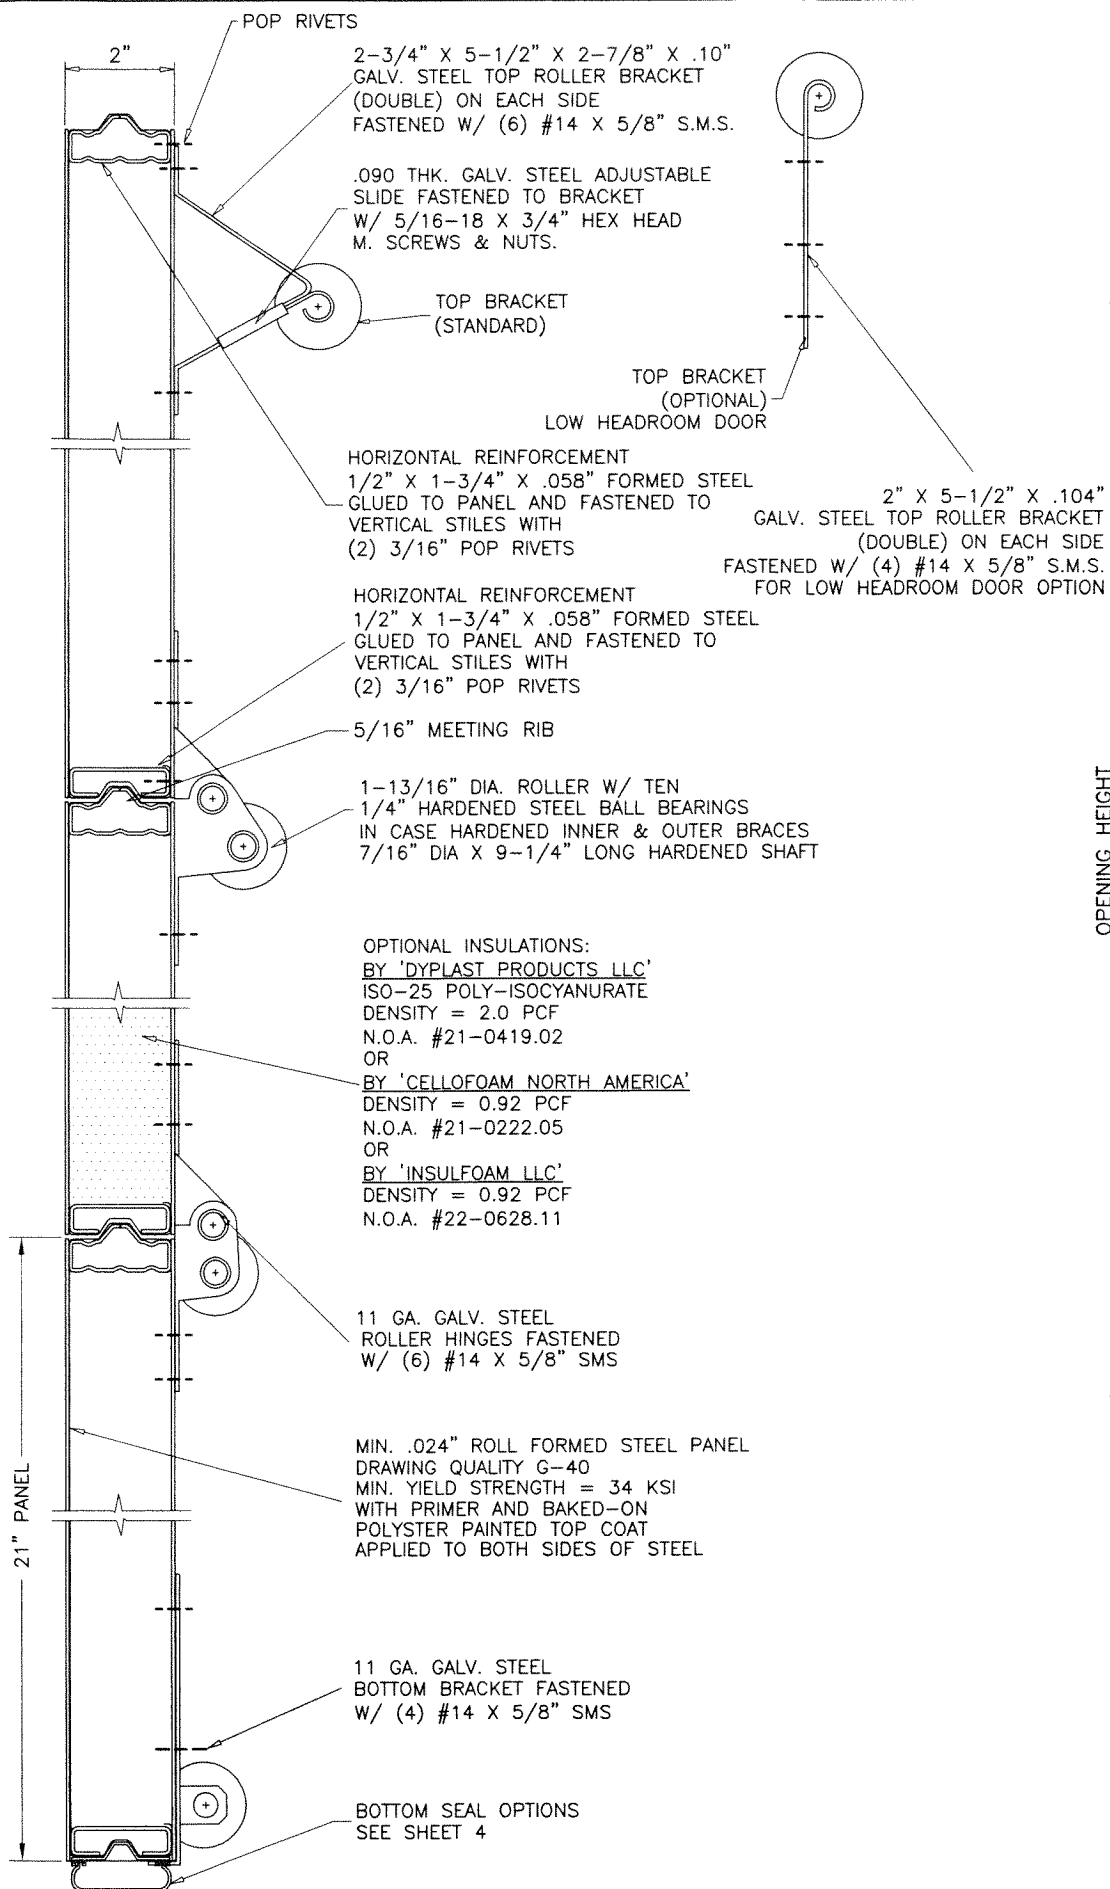 POP RIVETS
2"
2-3/4" X 5-1/2" X 2-7/8" X .10"
GALV. STEEL TOP ROLLER BRACKET
(DOUBLE) ON EACH SIDE
FASTENED W/ (6) #14 X 5/8" S.M.S.
.090 THK. GALV. STEEL ADJUSTABLE
SLIDE FASTENED TO BRACKET
W/ 5/16-18 X 3/4" HEX HEAD
M. SCREWS & NUTS.
TOP BRACKET
(STANDARD)
TOP BRACKET
(OPTIONAL)
LOW HEADROOM DOOR
HORIZONTAL REINFORCEMENT
1/2" X 1-3/4" X .058" FORMED STEEL
GLUED TO PANEL AND FASTENED TO
VERTICAL STILES WITH
(2) 3/16" POP RIVETS
2" X 5-1/2" X .104"
GALV. STEEL TOP ROLLER BRACKET
(DOUBLE) ON EACH SIDE
FASTENED W/ (4) #14 X 5/8" S.M.S.
FOR LOW HEADROOM DOOR OPTION
HORIZONTAL REINFORCEMENT
1/2" X 1-3/4" X .058" FORMED STEEL
GLUED TO PANEL AND FASTENED TO
VERTICAL STILES WITH
(2) 3/16" POP RIVETS
5/16" MEETING RIB
1-13/16" DIA. ROLLER W/ TEN
1/4" HARDENED STEEL BALL BEARINGS
IN CASE HARDENED INNER & OUTER BRACES
7/16" DIA X 9-1/4" LONG HARDENED SHAFT
OPENING HEIGHT
OPTIONAL INSULATIONS:
BY 'DYPLAST PRODUCTS LLC'
ISO-25 POLY-ISOCYANURATE
DENSITY = 2.0 PCF
N.O.A. #21-0419.02
OR
BY 'CELLOFOAM NORTH AMERICA'
DENSITY = 0.92 PCF
N.O.A. #21-0222.05
OR
BY 'INSULFOAM LLC'
DENSITY = 0.92 PCF
N.O.A. #22-0628.11
11 GA. GALV. STEEL
ROLLER HINGES FASTENED
W/ (6) #14 X 5/8" SMS
21" PANEL
MIN. .024" ROLL FORMED STEEL PANEL
DRAWING QUALITY G-40
MIN. YIELD STRENGTH = 34 KSI
WITH PRIMER AND BAKED-ON
POLYSTER PAINTED TOP COAT
APPLIED TO BOTH SIDES OF STEEL
11 GA. GALV. STEEL
BOTTOM BRACKET FASTENED
W/ (4) #14 X 5/8" SMS
BOTTOM SEAL OPTIONS
SEE SHEET 4